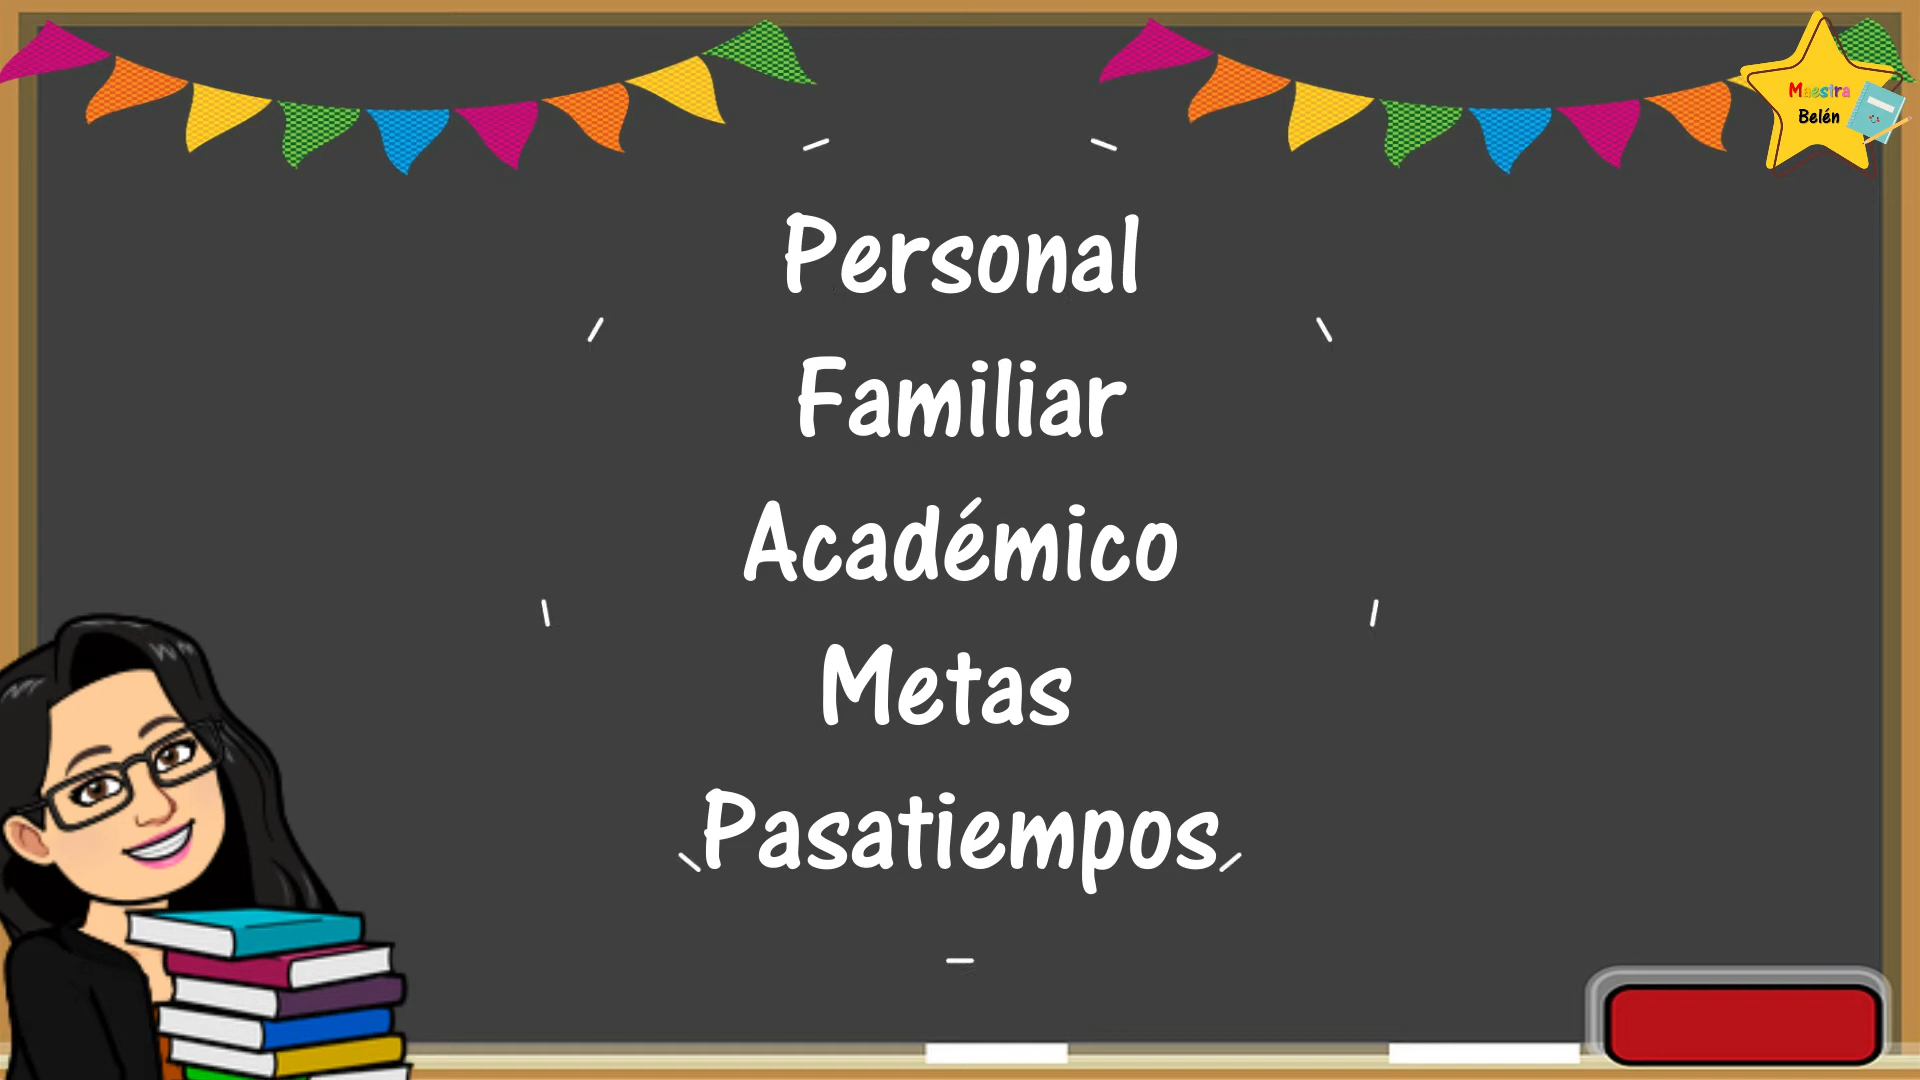 Maestra
Belén
Personal
Familiar
Académico
Metas
Pasatiempos